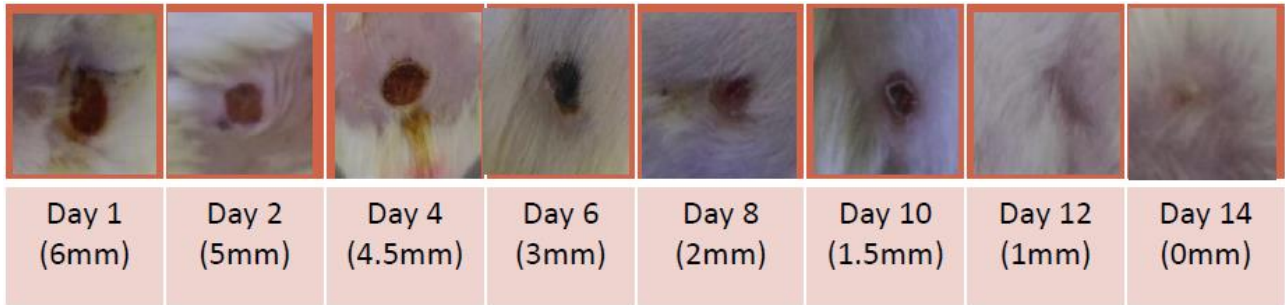 Day 1
(6mm)
Day 2
(5mm)
Day 4
(4.5mm)
Day 6
(3mm)
Day 8
(2mm)
Day 10
(1.5mm)
Day 12
(1mm)
Day 14
(0mm)